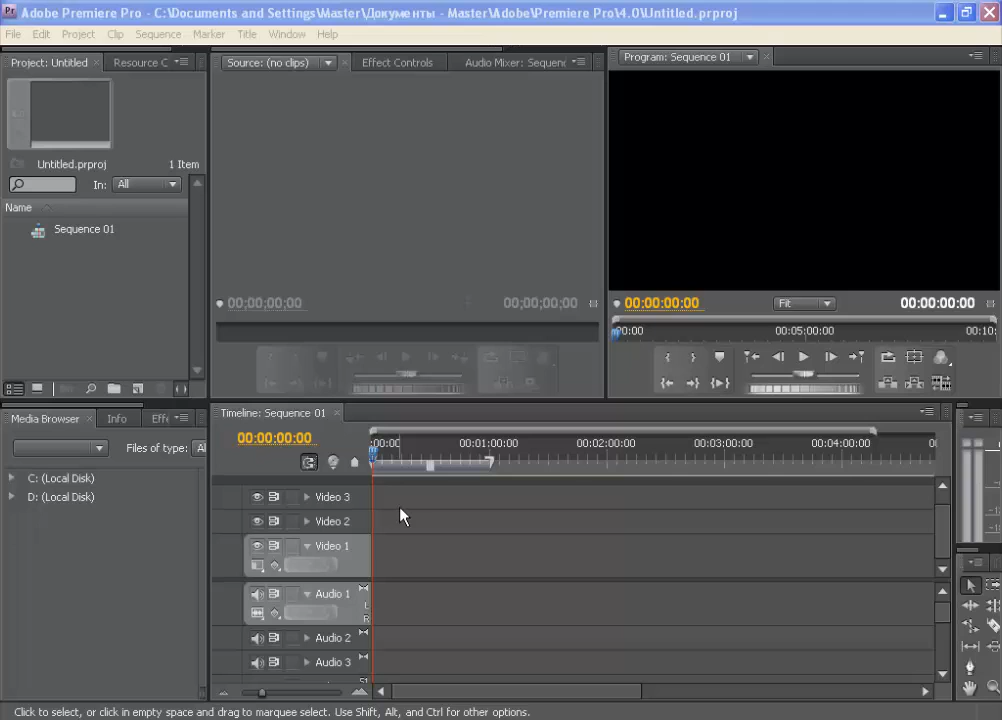 Adobe Premiere Pro - C:\Documents and Settings\Master\Документы - Master\Adobe\Premiere Pro\4.0\Untitled.prproj
File Edit Project Clip Sequence Marker Title Window Help
Project: Untitled
Resource C
Source: (no clips)
Effect Controls
Audio Mixer: Sequen
Program: Sequence 01
Untitled.prproj
1 Item
In: All
Name
Sequence 01
00;00;00;00
00;00;00;00
00:00:00:00
Fit
00:00:00:00
00:00
00:05:00:00
00:10:
Media Browser
Info
Effe
Files of type: Al
C: (Local Disk)
D: (Local Disk)
Timeline: Sequence 01
00:00:00:00
:00:00
00:01:00:00
00:02:00:00
00:03:00:00
00:04:00:00
Video 3
Video 2
Video 1
Audio 1
L
R
Audio 2
Audio 3
Click to select, or click in empty space and drag to marquee select. Use Shift, Alt, and Ctrl for other options.